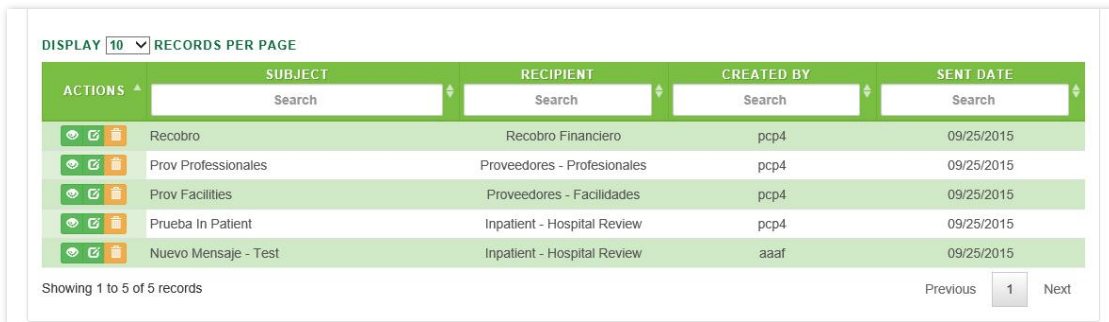 DISPLAY 10 RECORDS PER PAGE
ACTIONS SUBJECT RECIPIENT CREATED BY SENT DATE
Search Search Search Search
Recobro Recobro Financiero pcp4 09/25/2015
Prov Professionales Proveedores - Profesionales pcp4 09/25/2015
Prov Facilities Proveedores - Facilidades pcp4 09/25/2015
Prueba In Patient Inpatient - Hospital Review pcp4 09/25/2015
Nuevo Mensaje - Test Inpatient - Hospital Review aaaf 09/25/2015
Showing 1 to 5 of 5 records Previous 1 Next